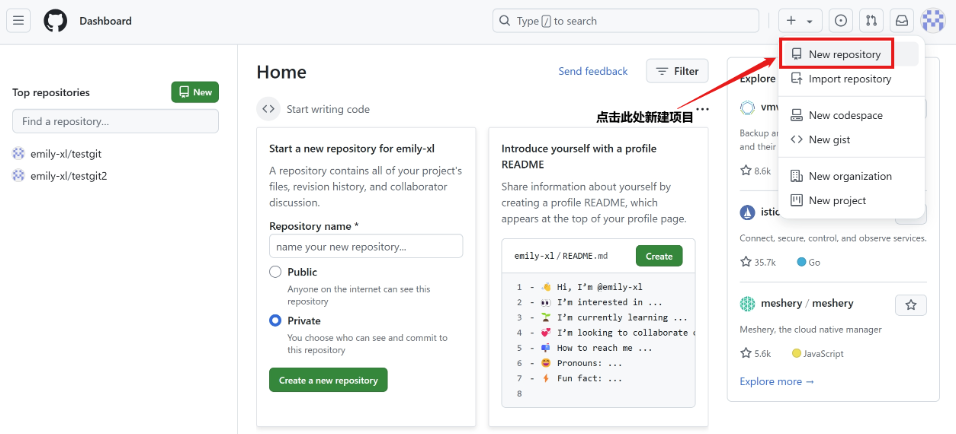 Dashboard
Type / to search
Top repositories
New
Find a repository...
emily-xl/testgit
emily-xl/testgit2
Home
Send feedback
Filter
Start writing code
点击此处新建项目
Start a new repository for emily-xl
A repository contains all of your project's
files, revision history, and collaborator
discussion.
Repository name *
name your new repository...
Public
Anyone on the internet can see this
repository
Private
You choose who can see and commit to
this repository
Create a new repository
Introduce yourself with a profile
README
Share information about yourself by
creating a profile README, which
appears at the top of your profile page.
emily-xl / README.md
Create
1 - 👋 Hi, I'm @emily-xl
2 - 👀 I'm interested in ...
3 - 🌱 I'm currently learning ...
4 - 💞️ I'm looking to collaborate
5 - 📫 How to reach me ...
6 - 😄 Pronouns: ...
7 - ⚡ Fun fact: ...
8
New repository
Import repository
New codespace
New gist
New organization
New project
Explore
vmv
Backup a
and their
8.6k
istic
Connect, secure, control, and observe services.
35.7k
Go
meshery / meshery
Meshery, the cloud native manager
5.6k
JavaScript
Explore more →